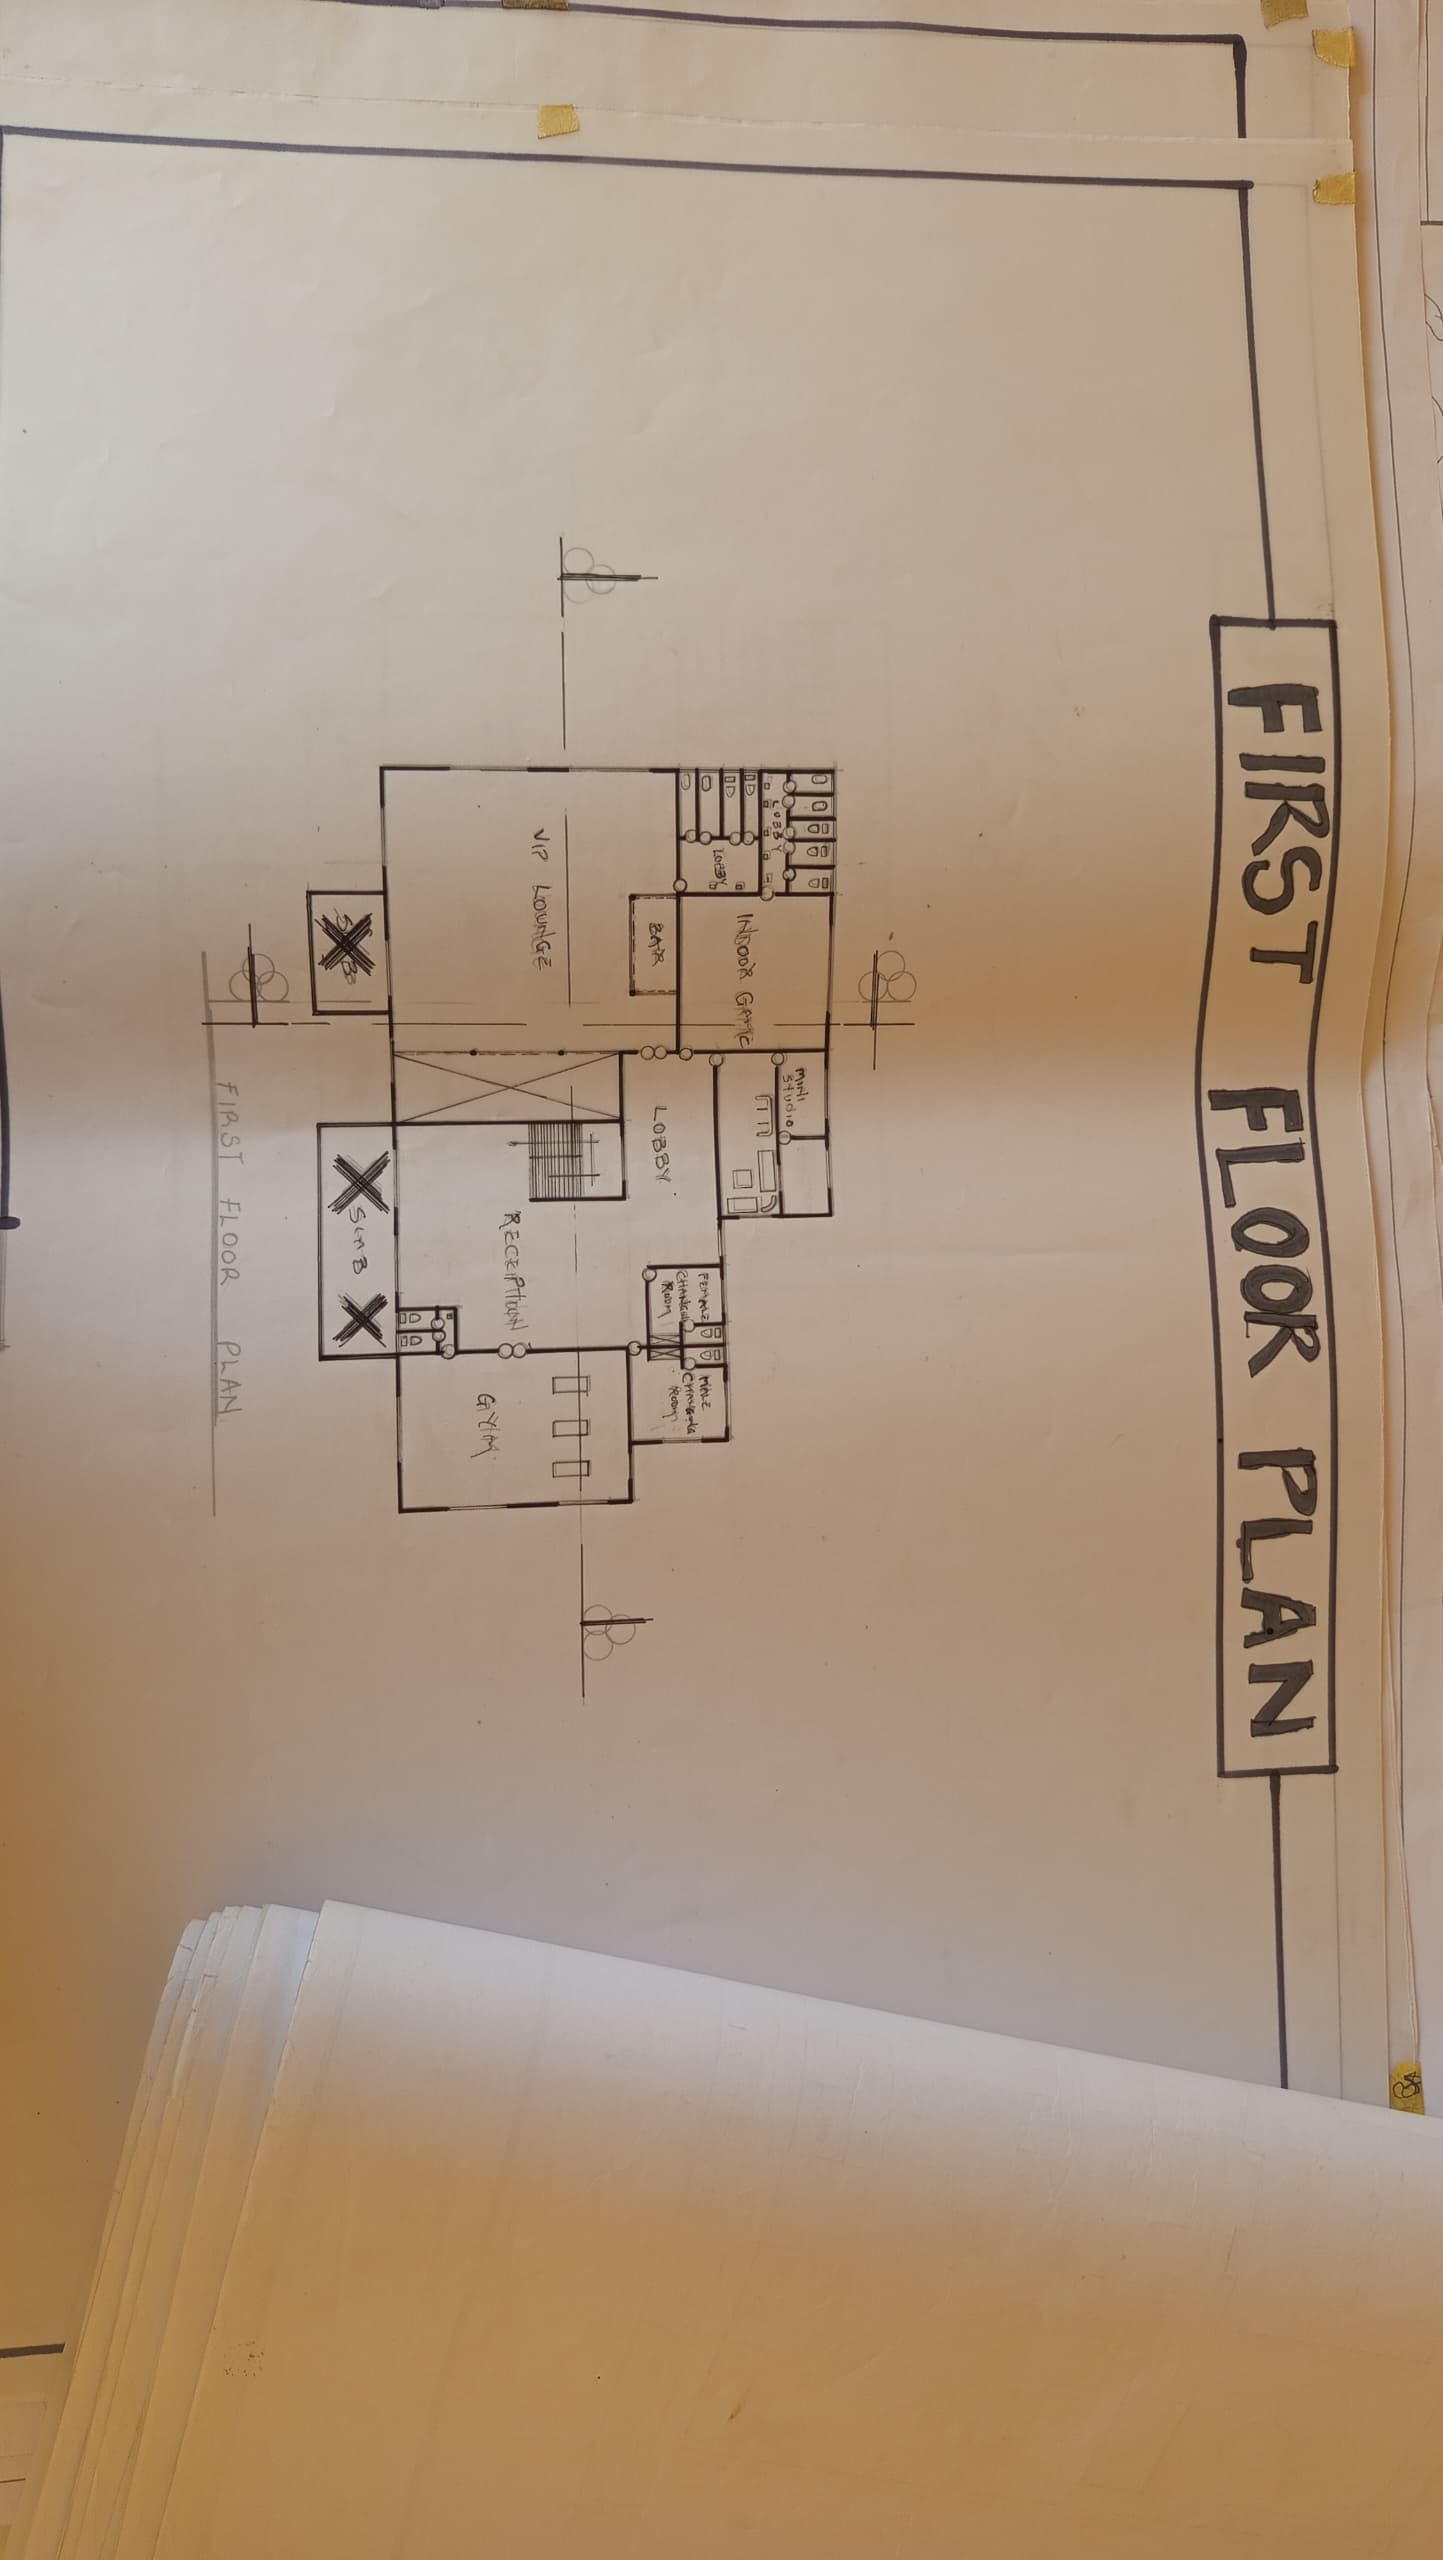 FIRST FLOOR PLAN
LOBBY
LOBBY
INDOOR GAME
MINI
STUDIO
BAR
VIP LOUNGE
LOBBY
FEMALE
CHANGING
ROOM
MALE
CHANGING
ROOM
RECEPTION
GYM
SLAB
FIRST FLOOR PLAN